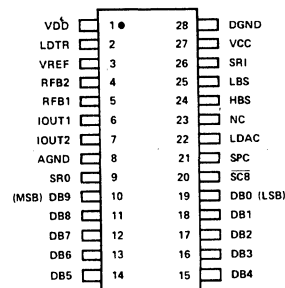 VDD 1 28 DGND
LDTR 2 27 VCC
VREF 3 26 SRI
RFB2 4 25 LBS
RFB1 5 24 HBS
IOUT1 6 23 NC
IOUT2 7 22 LDAC
AGND 8 21 SPC
SR0 9 20 SC8
(MSB) DB9 10 19 DB0 (LSB)
DB8 11 18 DB1
DB7 12 17 DB2
DB6 13 16 DB3
DB5 14 15 DB4